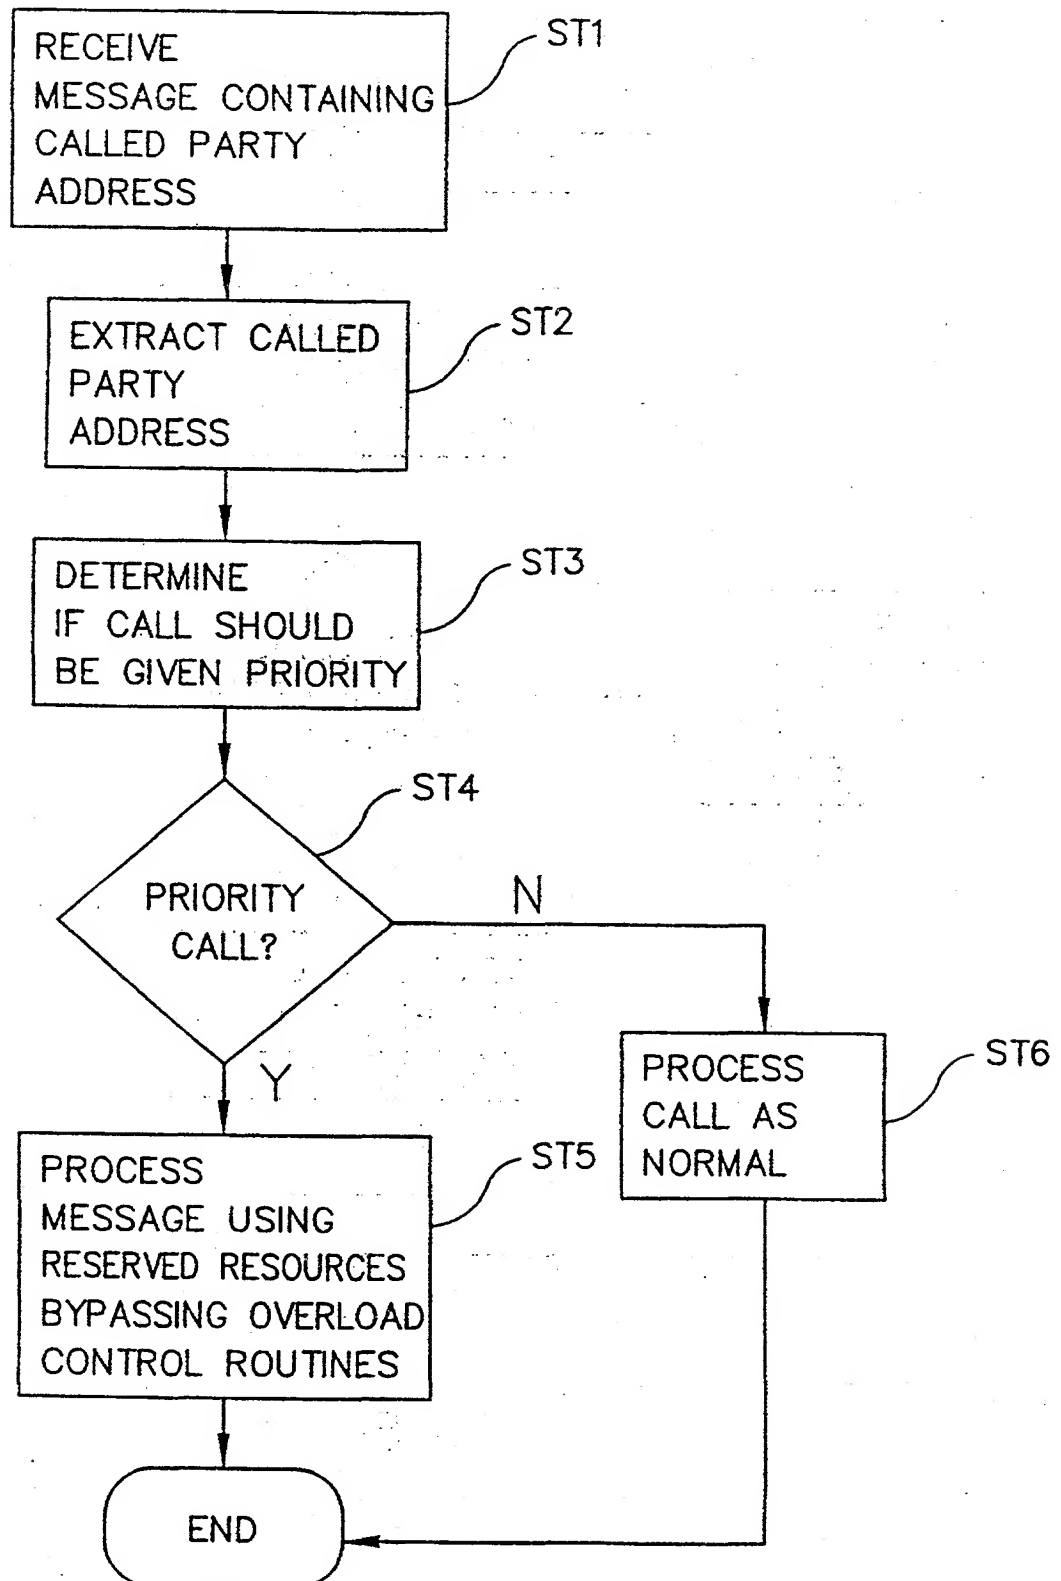 RECEIVE
MESSAGE CONTAINING
CALLED PARTY
ADDRESS
ST1
EXTRACT CALLED
PARTY
ADDRESS
ST2
DETERMINE
IF CALL SHOULD
BE GIVEN PRIORITY
ST3
PRIORITY
CALL?
ST4
N
Y
PROCESS
MESSAGE USING
RESERVED RESOURCES
BYPASSING OVERLOAD
CONTROL ROUTINES
ST5
PROCESS
CALL AS
NORMAL
ST6
END